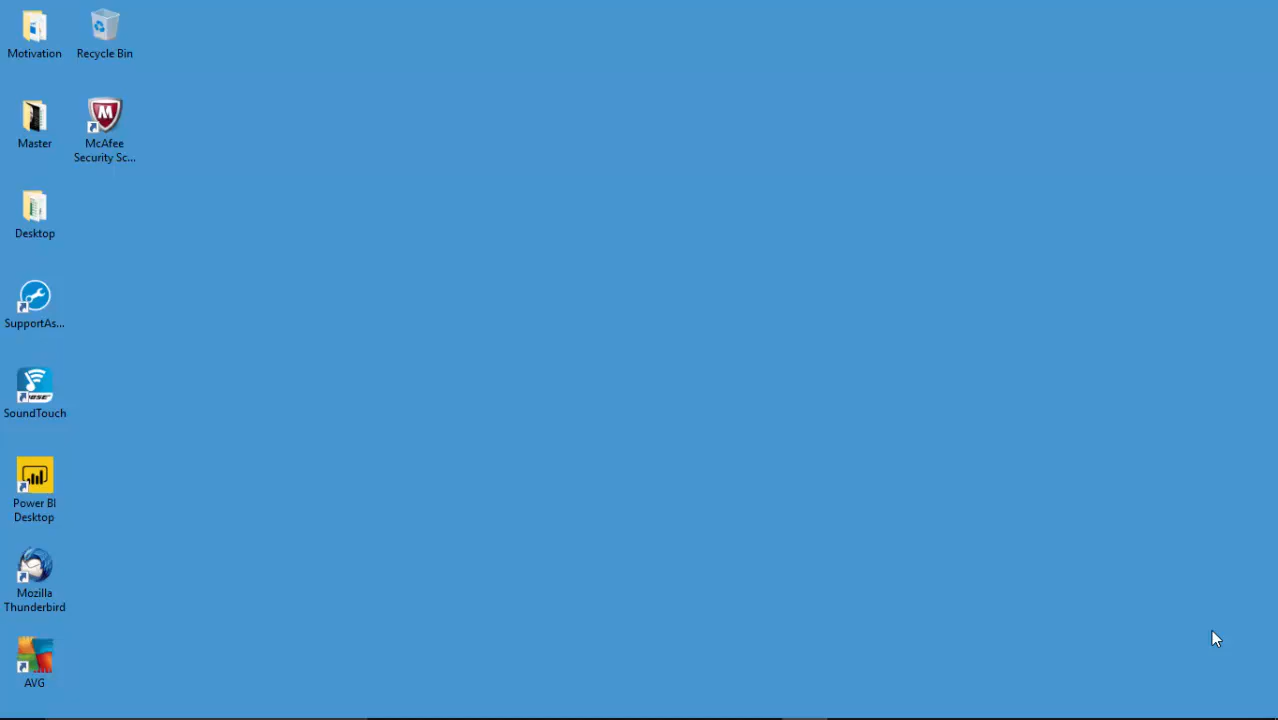 Motivation
Recycle Bin
Master
McAfee
Security Sc...
Desktop
SupportAs...
SoundTouch
Power BI
Desktop
Mozilla
Thunderbird
AVG